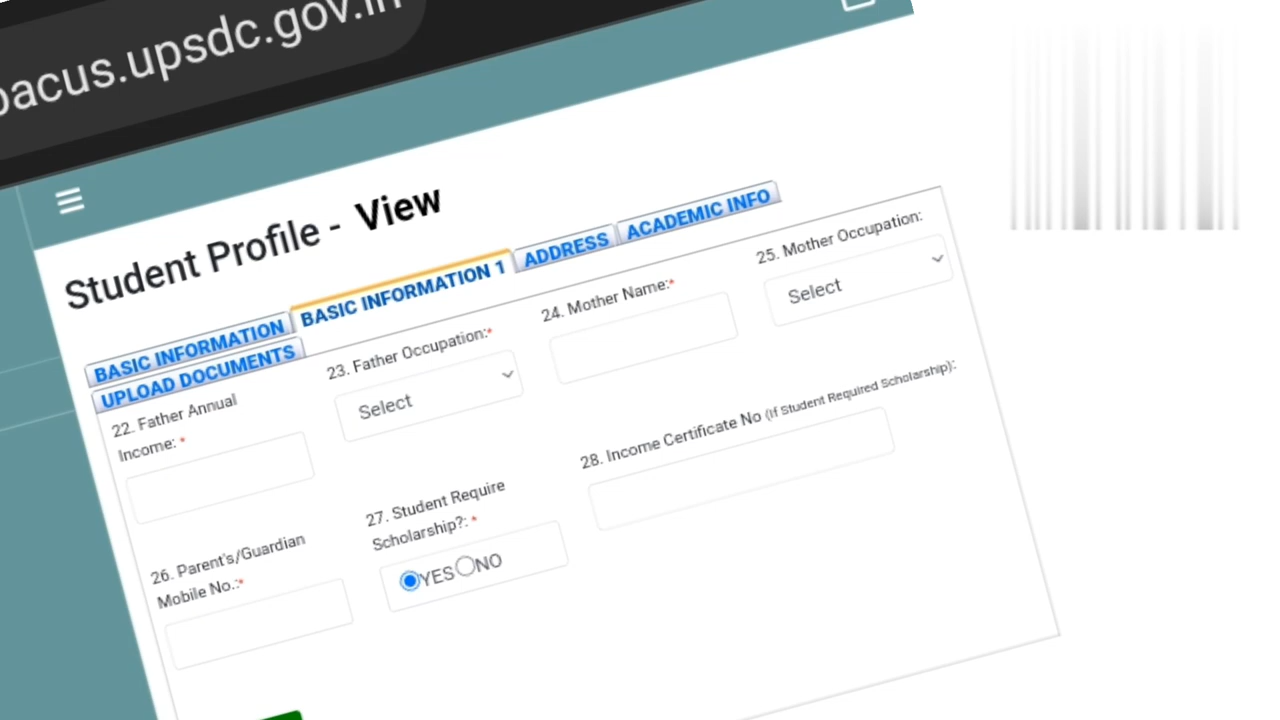 bacus.upsdc.gov.in
Student Profile - View
BASIC INFORMATION
BASIC INFORMATION 1
ADDRESS
ACADEMIC INFO
UPLOAD DOCUMENTS
22. Father Annual
Income: *
23. Father Occupation:*
Select
24. Mother Name:*
25. Mother Occupation:
Select
26. Parent's/Guardian
Mobile No.:*
27. Student Require
Scholarship?: *
YES NO
28. Income Certificate No (If Student Required Scholarship):